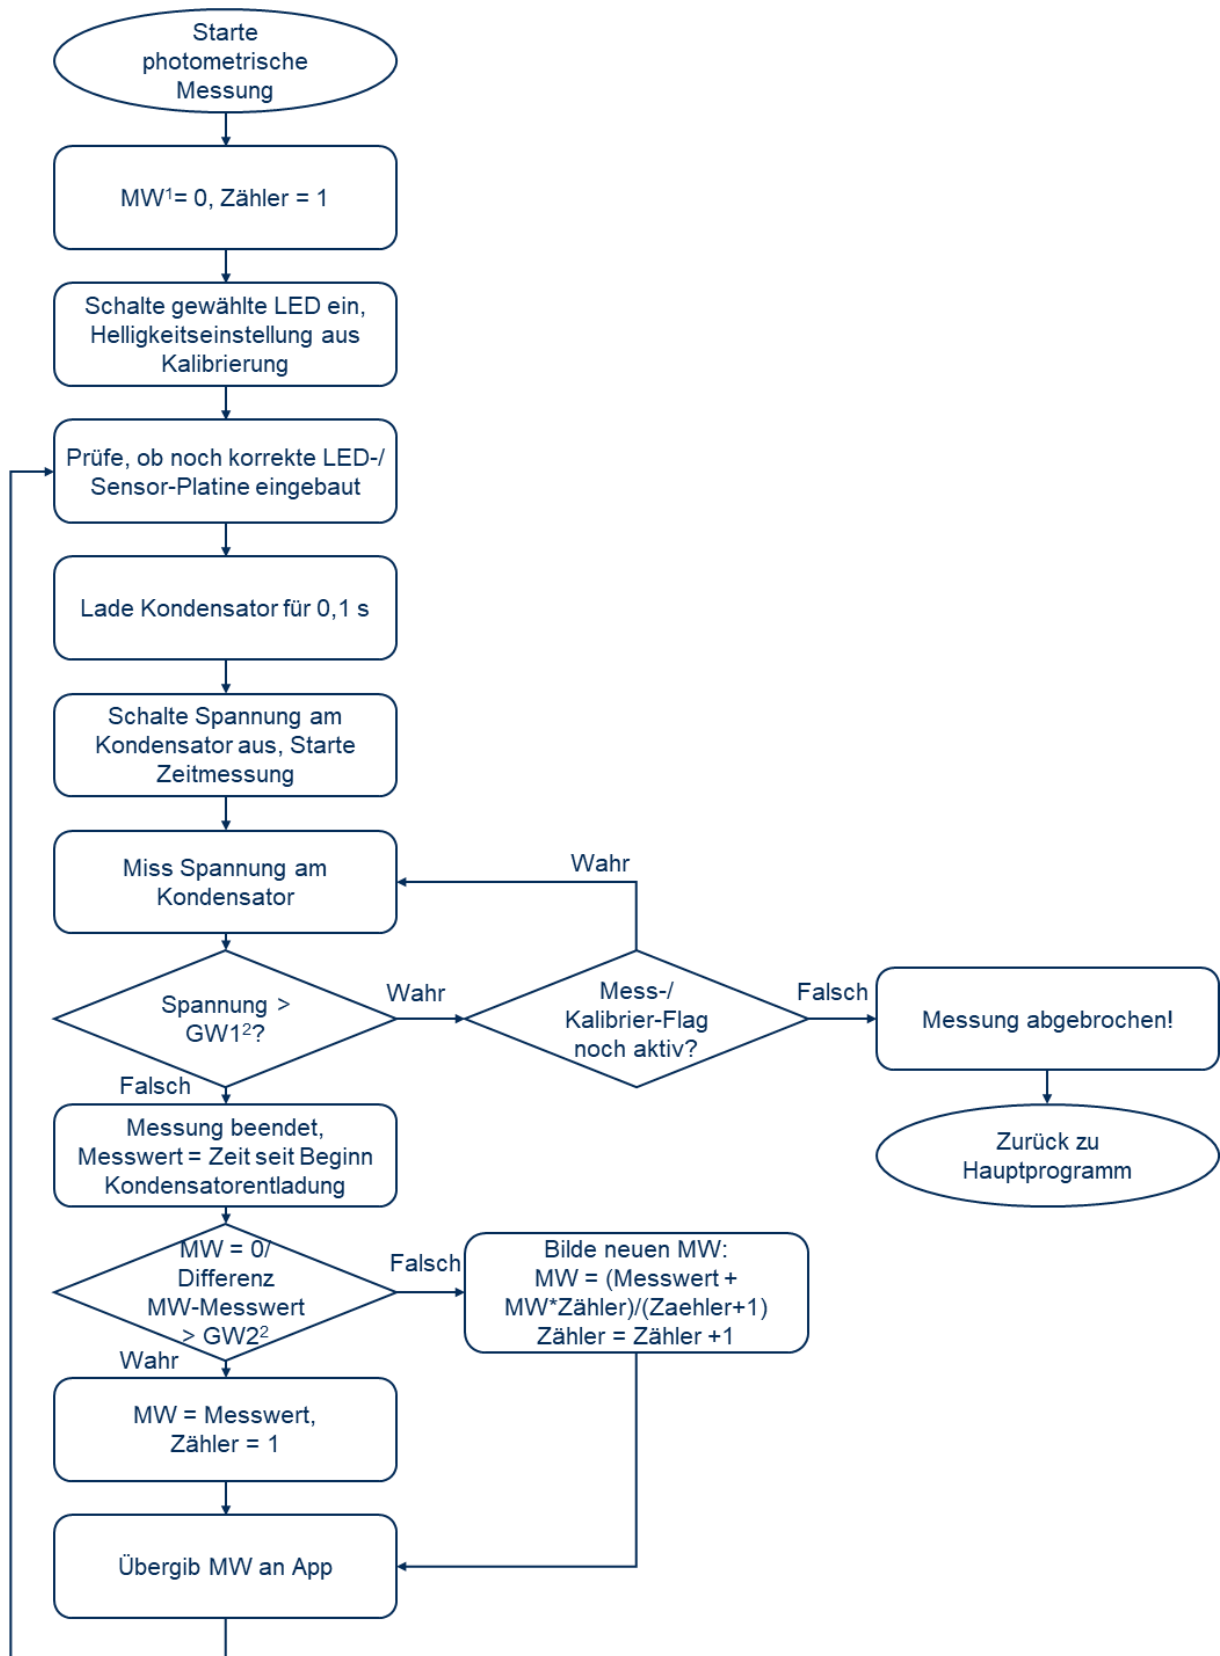 Starte
photometrische
Messung
MW¹= 0, Zähler = 1
Schalte gewählte LED ein,
Helligkeitseinstellung aus
Kalibrierung
Prüfe, ob noch korrekte LED-/
Sensor-Platine eingebaut
Lade Kondensator für 0,1 s
Schalte Spannung am
Kondensator aus, Starte
Zeitmessung
Miss Spannung am
Kondensator
Wahr
Spannung >
GW1²?
Wahr
Mess-/
Kalibrier-Flag
noch aktiv?
Falsch
Messung abgebrochen!
Zurück zu
Hauptprogramm
Falsch
Messung beendet,
Messwert = Zeit seit Beginn
Kondensatorentladung
MW = 0/
Differenz
MW-Messwert
> GW2²
Falsch
Bilde neuen MW:
MW = (Messwert +
MW*Zähler)/(Zaehler+1)
Zähler = Zähler +1
Wahr
MW = Messwert,
Zähler = 1
Übergib MW an App